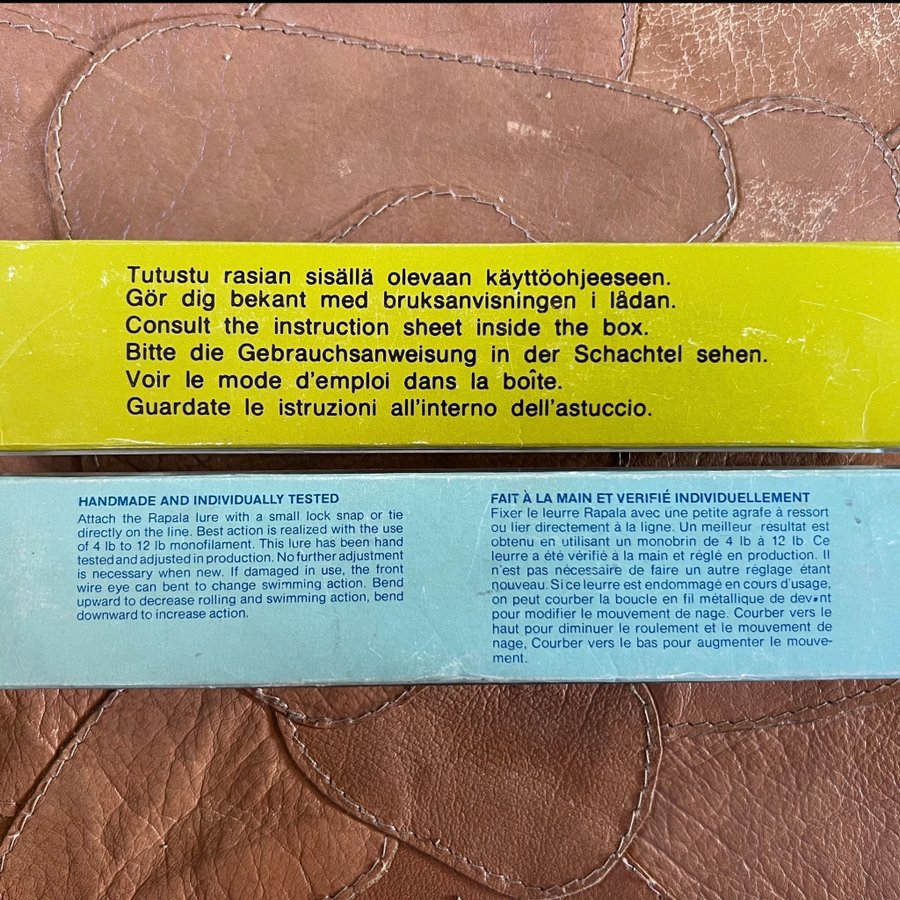 Tutustu rasian sisällä olevaan käyttöohjeeseen.
Gör dig bekant med bruksanvisningen i lådan.
Consult the instruction sheet inside the box.
Bitte die Gebrauchsanweisung in der Schachtel sehen.
Voir le mode d'emploi dans la boîte.
Guardate le istruzioni all'interno dell'astuccio.
HANDMADE AND INDIVIDUALLY TESTED
Attach the Rapala lure with a small lock snap or tie
directly on the line. Best action is realized with the use
of 4 lb to 12 lb monofilament. This lure has been hand
tested and adjusted in production. No further adjustment
is necessary when new. If damaged in use, the front
wire eye can bent to change swimming action. Bend
upward to decrease rolling and swimming action, bend
downward to increase action.
FAIT À LA MAIN ET VERIFIÉ INDIVIDUELLEMENT
Fixer le leurre Rapala avec une petite agrafe à ressort
ou lier directement à la ligne. Un meilleur résultat est
obtenu en utilisant un monobrin de 4 lb à 12 lb. Ce
leurre a été vérifié à la main et réglé en production. Il
n'est pas nécessaire de faire un autre réglage étant
nouveau. Si ce leurre est endommagé en cours d'usage,
on peut courber la boucle en fil métallique de devant
pour modifier le mouvement de nage. Courber vers le
haut pour diminuer le roulement et le mouvement de
nage, Courber vers le bas pour augmenter le mouve-
ment.